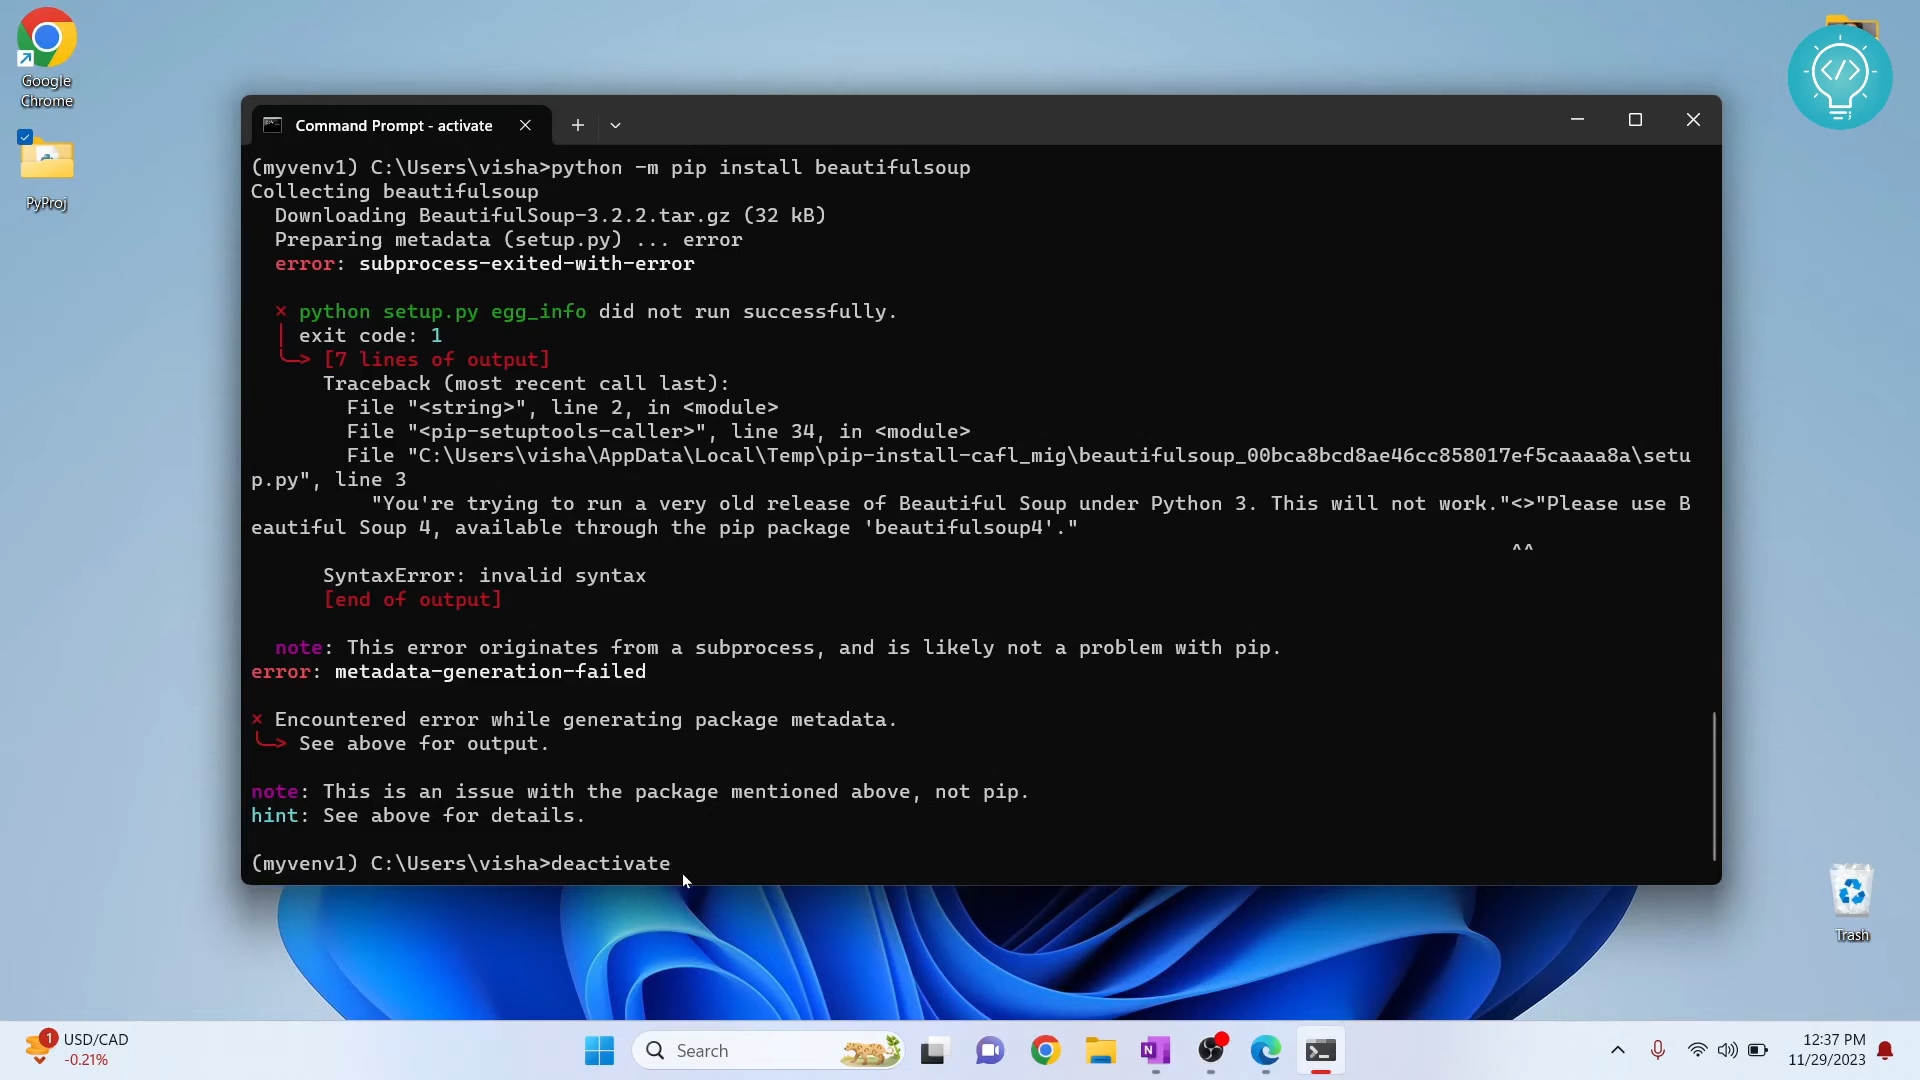 Google
Chrome
PyProj
Command Prompt - activate
(myvenv1) C:\Users\visha>python -m pip install beautifulsoup
Collecting beautifulsoup
Downloading BeautifulSoup-3.2.2.tar.gz (32 kB)
Preparing metadata (setup.py) ... error
error: subprocess-exited-with-error
× python setup.py egg_info did not run successfully.
│ exit code: 1
╰─> [7 lines of output]
Traceback (most recent call last):
File "<string>", line 2, in <module>
File "<pip-setuptools-caller>", line 34, in <module>
File "C:\Users\visha\AppData\Local\Temp\pip-install-cafl_mig\beautifulsoup_00bca8bcd8ae46cc858017ef5caaaa8a\setu
p.py", line 3
"You're trying to run a very old release of Beautiful Soup under Python 3. This will not work."<>"Please use B
eautiful Soup 4, available through the pip package 'beautifulsoup4'."
^^
SyntaxError: invalid syntax
[end of output]
note: This error originates from a subprocess, and is likely not a problem with pip.
error: metadata-generation-failed
× Encountered error while generating package metadata.
╰─> See above for output.
note: This is an issue with the package mentioned above, not pip.
hint: See above for details.
(myvenv1) C:\Users\visha>deactivate
Trash
1
USD/CAD
-0.21%
Search
N
12:37 PM
11/29/2023